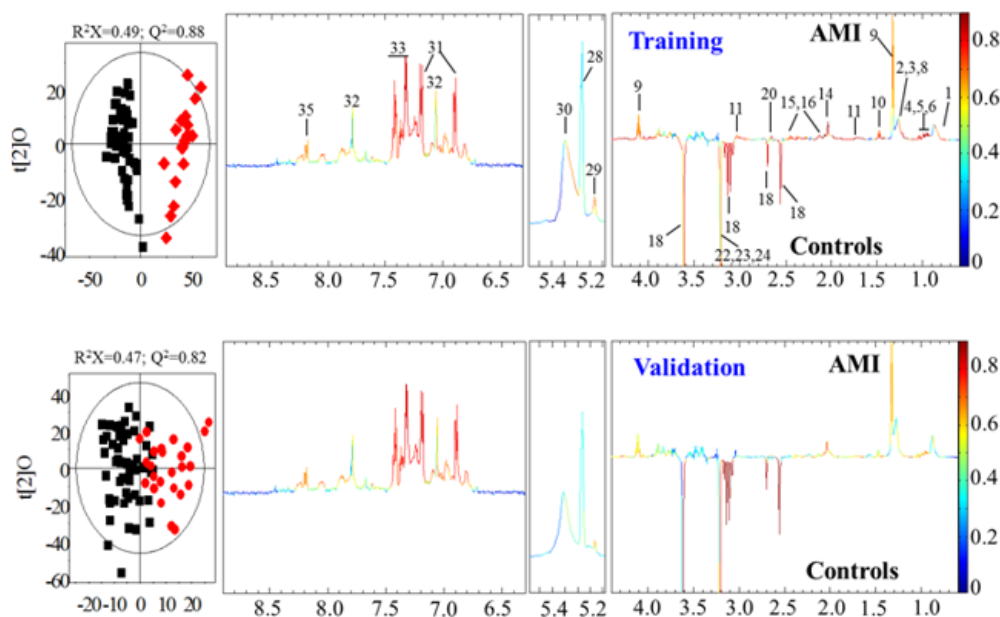 R²X=0.49; Q²=0.88
t[2]O
20
0
-20
-40
-50 0 50
35
32
33
31
32
8.5 8.0 7.5 7.0 6.5
30
28
29
5.4 5.2
Training
AMI
9
9
11
20
15,16
14
11
10
2,3,8
4,5,6
1
18
18
18
18
22,23,24
Controls
4.0 3.5 3.0 2.5 2.0 1.5 1.0
0.8
0.6
0.4
0.2
0
R²X=0.47; Q²=0.82
t[2]O
40
20
0
-20
-40
-60
-20 -10 0 10 20
8.5 8.0 7.5 7.0 6.5
5.4 5.2
Validation
AMI
Controls
4.0 3.5 3.0 2.5 2.0 1.5 1.0
0.8
0.6
0.4
0.2
0